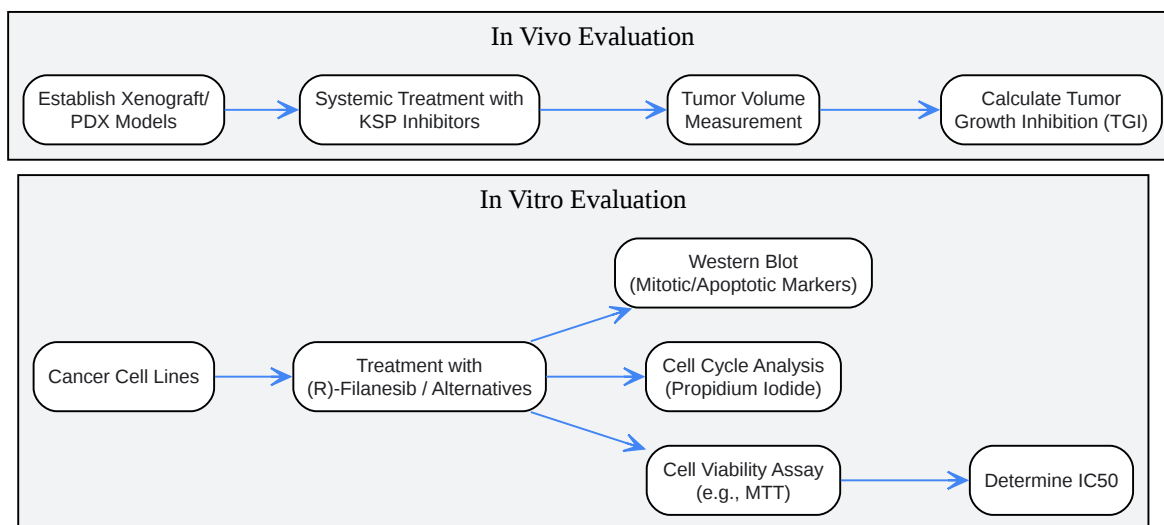 In Vivo Evaluation
Establish Xenograft/
PDX Models
Systemic Treatment with
KSP Inhibitors
Tumor Volume
Measurement
Calculate Tumor
Growth Inhibition (TGI)
In Vitro Evaluation
Cancer Cell Lines
Treatment with
(R)-Filanesib / Alternatives
Western Blot
(Mitotic/Apoptotic Markers)
Cell Cycle Analysis
(Propidium Iodide)
Cell Viability Assay
(e.g., MTT)
Determine IC50